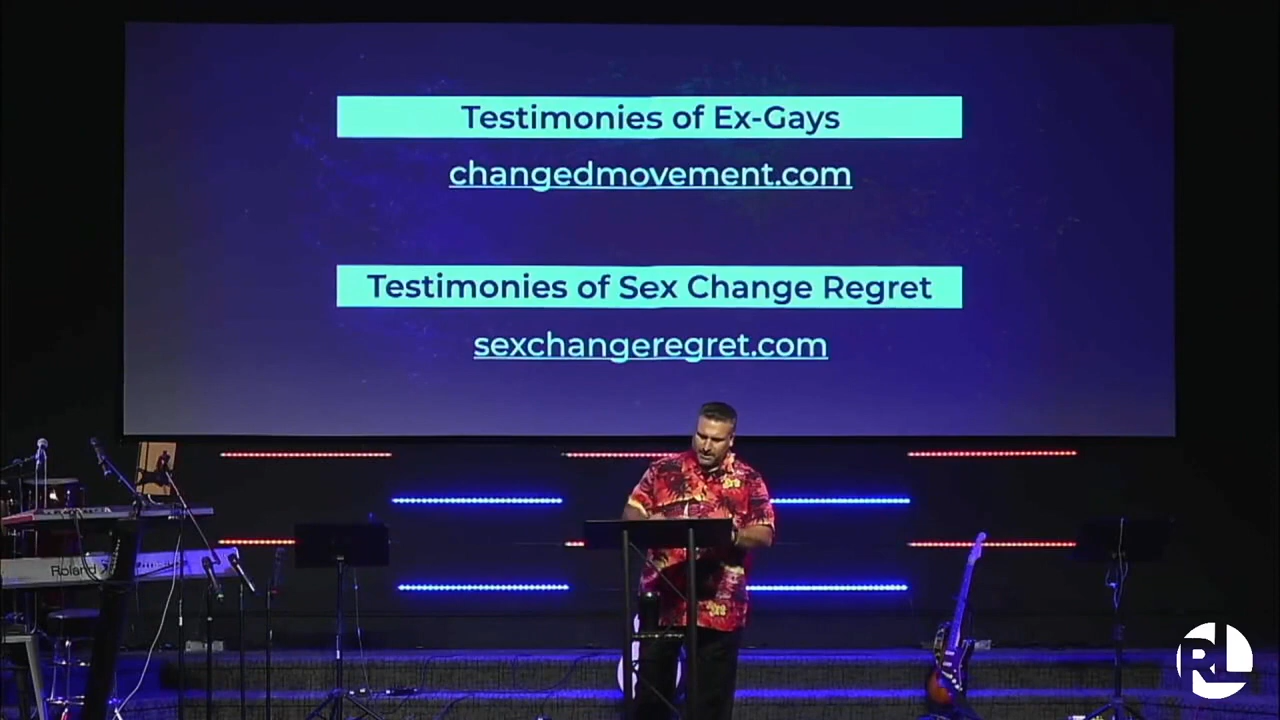 Testimonies of Ex-Gays
changedmovement.com
Testimonies of Sex Change Regret
sexchangeregret.com
Roland
RL